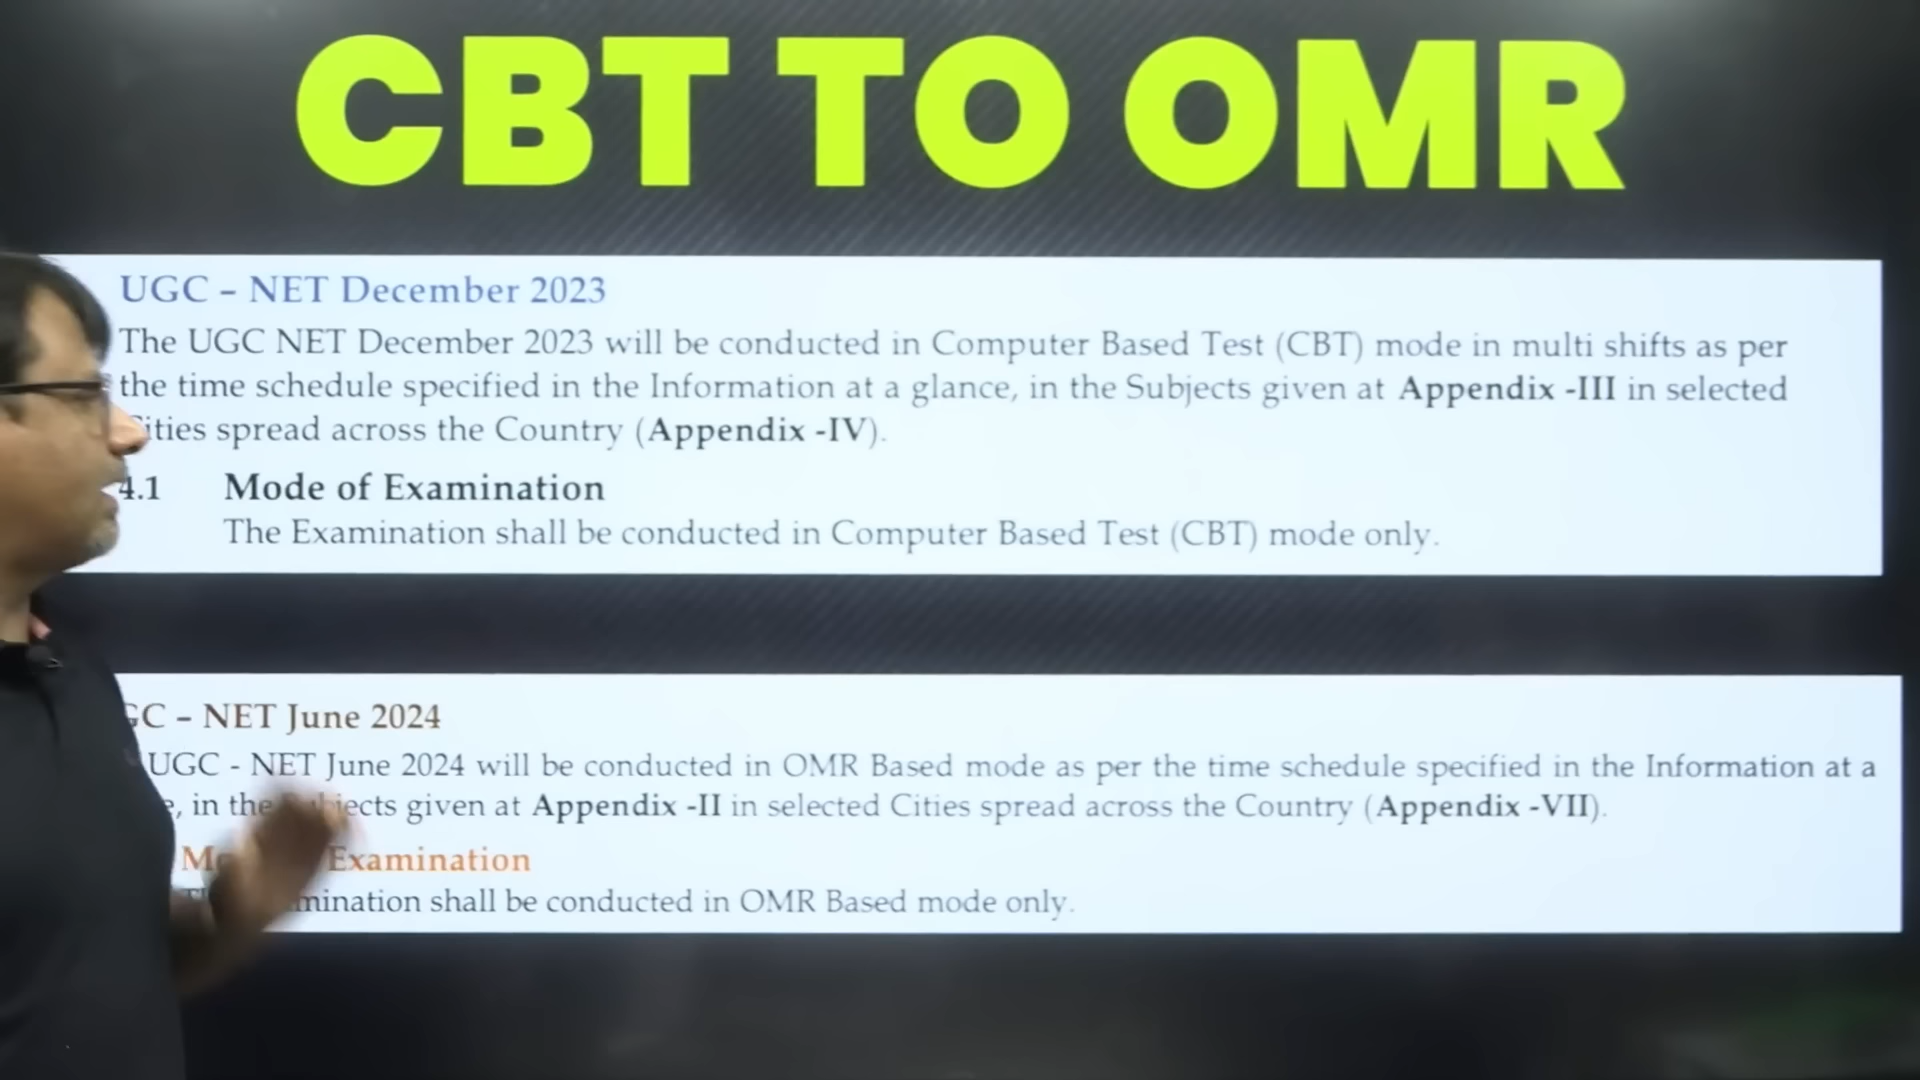 CBT TO OMR
UGC – NET December 2023
The UGC NET December 2023 will be conducted in Computer Based Test (CBT) mode in multi shifts as per
the time schedule specified in the Information at a glance, in the Subjects given at Appendix -III in selected
ities spread across the Country (Appendix -IV).
4.1 Mode of Examination
The Examination shall be conducted in Computer Based Test (CBT) mode only.
GC – NET June 2024
UGC - NET June 2024 will be conducted in OMR Based mode as per the time schedule specified in the Information at a
e, in the jects given at Appendix -II in selected Cities spread across the Country (Appendix -VII).
Examination
mination shall be conducted in OMR Based mode only.